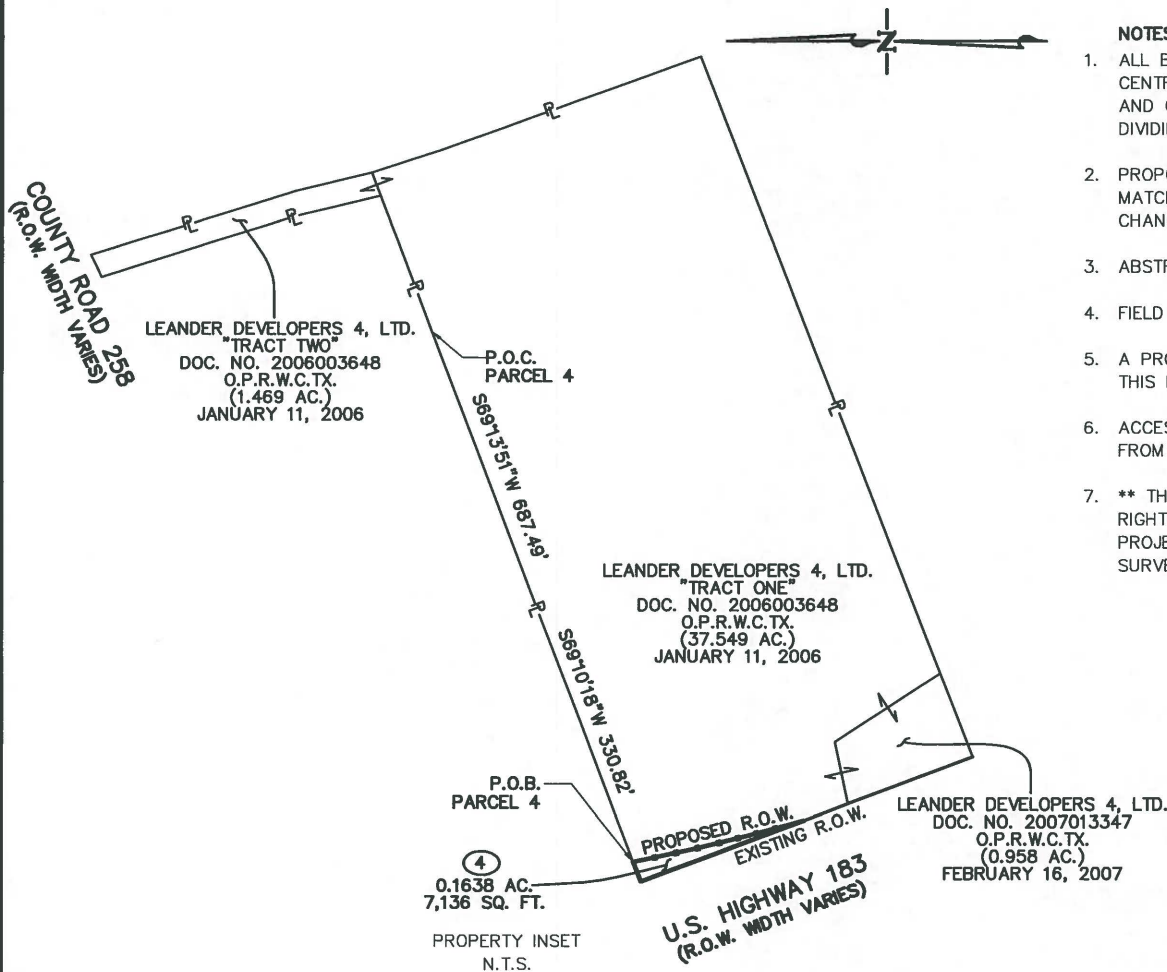 N
COUNTY ROAD 258
(R.O.W. WIDTH VARIES)
LEANDER DEVELOPERS 4, LTD.
"TRACT TWO"
DOC. NO. 2006003648
O.P.R.W.C.TX.
(1.469 AC.)
JANUARY 11, 2006
P.O.C.
PARCEL 4
S69°13'51"W 687.49'
S69°10'18"W 330.82'
LEANDER DEVELOPERS 4, LTD.
"TRACT ONE"
DOC. NO. 2006003648
O.P.R.W.C.TX.
(37.549 AC.)
JANUARY 11, 2006
P.O.B.
PARCEL 4
PROPOSED R.O.W.
EXISTING R.O.W.
4
0.1638 AC.
7,136 SQ. FT.
U.S. HIGHWAY 183
(R.O.W. WIDTH VARIES)
LEANDER DEVELOPERS 4, LTD.
DOC. NO. 2007013347
O.P.R.W.C.TX.
(0.958 AC.)
FEBRUARY 16, 2007
PROPERTY INSET
N.T.S.
NOTES
1. ALL B
CENTR
AND
DIVIDI
2. PROPO
MATCH
CHAN
3. ABSTR
4. FIELD
5. A PRO
THIS
6. ACCES
FROM
7. ** TH
RIGHT
PROJE
SURVE